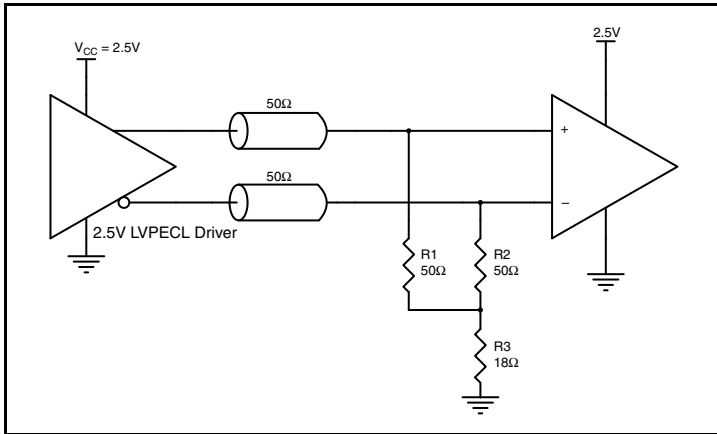 V_CC = 2.5V
2.5V
50Ω
50Ω
+
−
2.5V LVPECL Driver
R1
50Ω
R2
50Ω
R3
18Ω